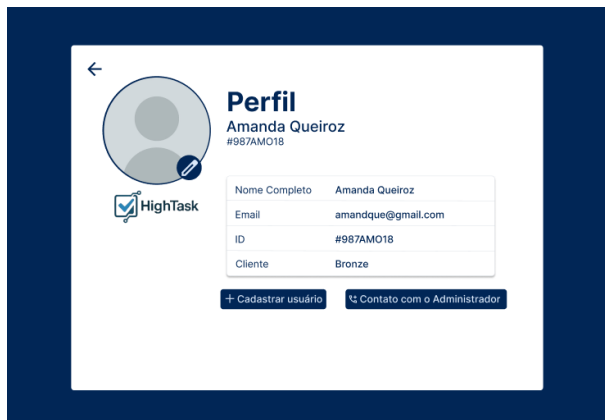 Perfil
Amanda Queiroz
#987AMO18
HighTask
Nome Completo Amanda Queiroz
Email amandque@gmail.com
ID #987AMO18
Cliente Bronze
+ Cadastrar usuário
Contato com o Administrador